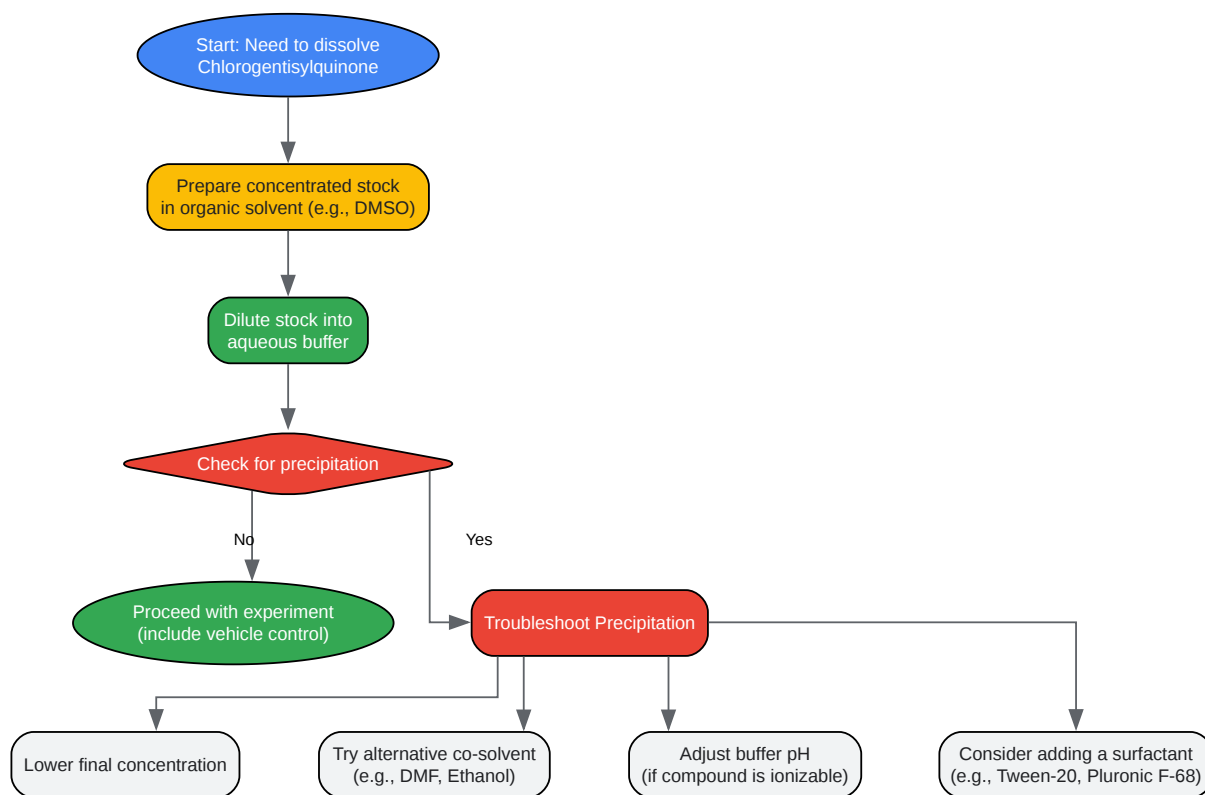 Start: Need to dissolve
Chlorogentisylquinone
Prepare concentrated stock
in organic solvent (e.g., DMSO)
Dilute stock into
aqueous buffer
Check for precipitation
No
Yes
Proceed with experiment
(include vehicle control)
Troubleshoot Precipitation
Lower final concentration
Try alternative co-solvent
(e.g., DMF, Ethanol)
Adjust buffer pH
(if compound is ionizable)
Consider adding a surfactant
(e.g., Tween-20, Pluronic F-68)